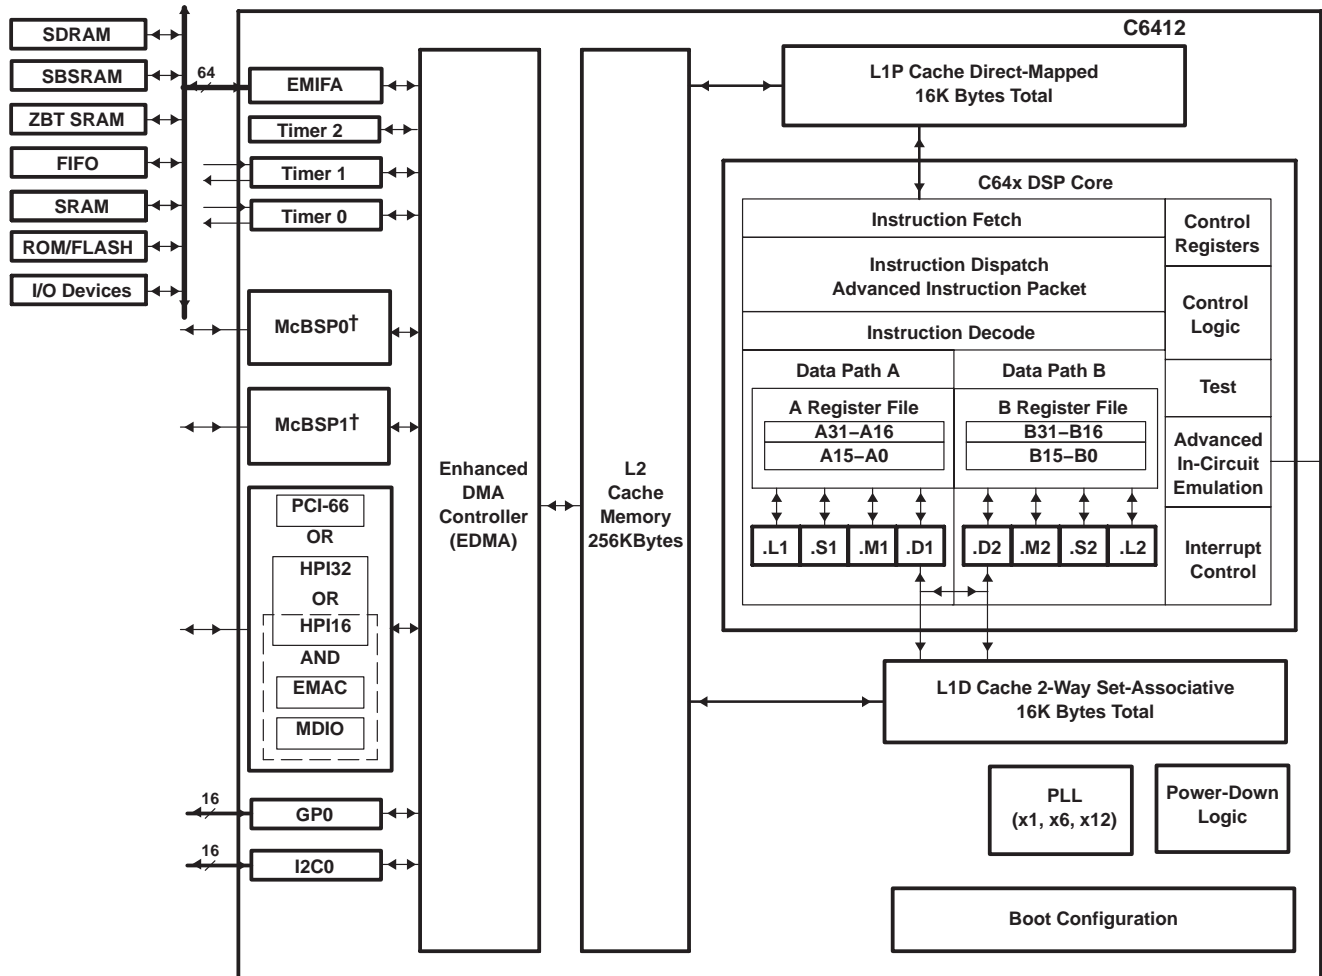 C6412
SDRAM
SBSRAM
ZBT SRAM
FIFO
SRAM
ROM/FLASH
I/O Devices
64
EMIFA
Timer 2
Timer 1
Timer 0
McBSP0†
McBSP1†
PCI-66
OR
HPI32
OR
HPI16
AND
EMAC
MDIO
16
GP0
16
I2C0
Enhanced
DMA
Controller
(EDMA)
L2
Cache
Memory
256KBytes
L1P Cache Direct-Mapped
16K Bytes Total
C64x DSP Core
Instruction Fetch
Instruction Dispatch
Advanced Instruction Packet
Instruction Decode
Data Path A
A Register File
A31–A16
A15–A0
.L1
.S1
.M1
.D1
Data Path B
B Register File
B31–B16
B15–B0
.D2
.M2
.S2
.L2
Control
Registers
Control
Logic
Test
Advanced
In-Circuit
Emulation
Interrupt
Control
L1D Cache 2-Way Set-Associative
16K Bytes Total
PLL
(x1, x6, x12)
Power-Down
Logic
Boot Configuration